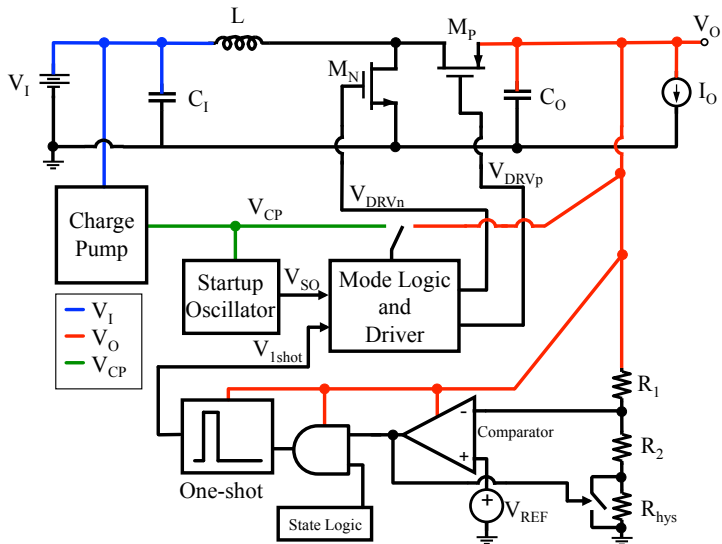 L
M_P
V_O
V_I
C_I
M_N
C_O
I_O
V_DRVn
V_DRVp
Charge
Pump
V_CP
Startup
Oscillator
V_SO
Mode Logic
and
Driver
V_I
V_O
V_CP
V_1shot
R_1
-
Comparator
+
R_2
One-shot
State Logic
+
V_REF
R_hys